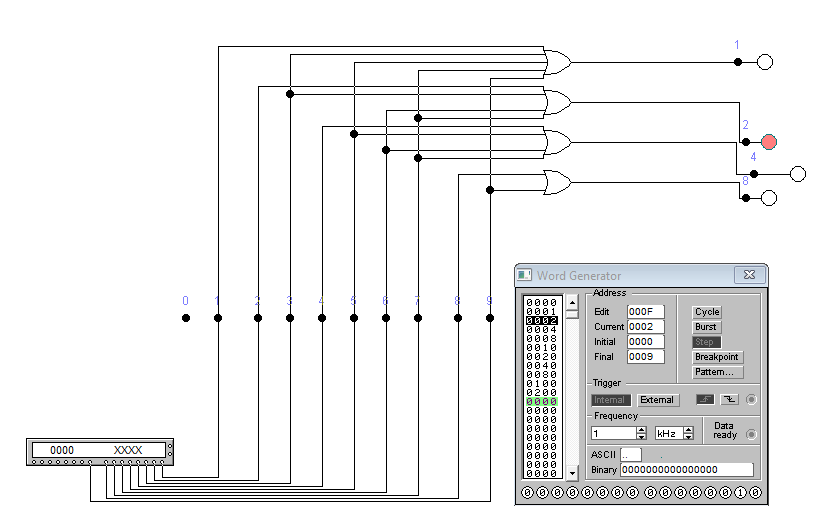 1
2
4
8
0 1 2 3 4 5 6 7 8 9
0000 XXXX
Word Generator
0000
0001
0002
0004
0008
0010
0020
0040
0080
0100
0200
0000
0000
0000
0000
0000
0000
0000
0000
Address
Edit 000F
Current 0002
Initial 0000
Final 0009
Cycle
Burst
Step
Breakpoint
Pattern...
Trigger
Internal External
Frequency
1 kHz
Data
ready
ASCII ..
Binary 0000000000000000
0 0 0 0 0 0 0 0 0 0 0 0 0 0 1 0